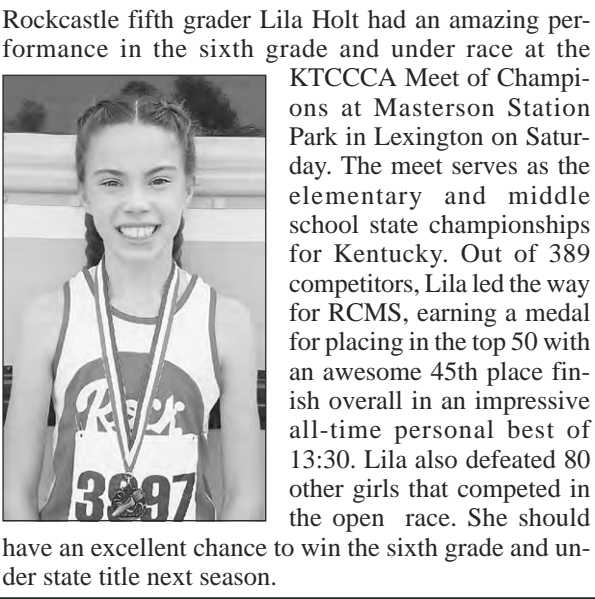 Rockcastle fifth grader Lila Holt had an amazing per-
formance in the sixth grade and under race at the
KTCCCA Meet of Champi-
ons at Masterson Station
Park in Lexington on Satur-
day. The meet serves as the
elementary and middle
school state championships
for Kentucky. Out of 389
competitors, Lila led the way
for RCMS, earning a medal
for placing in the top 50 with
an awesome 45th place fin-
ish overall in an impressive
all-time personal best of
13:30. Lila also defeated 80
other girls that competed in
the open race. She should
have an excellent chance to win the sixth grade and un-
der state title next season.
Rock
3897